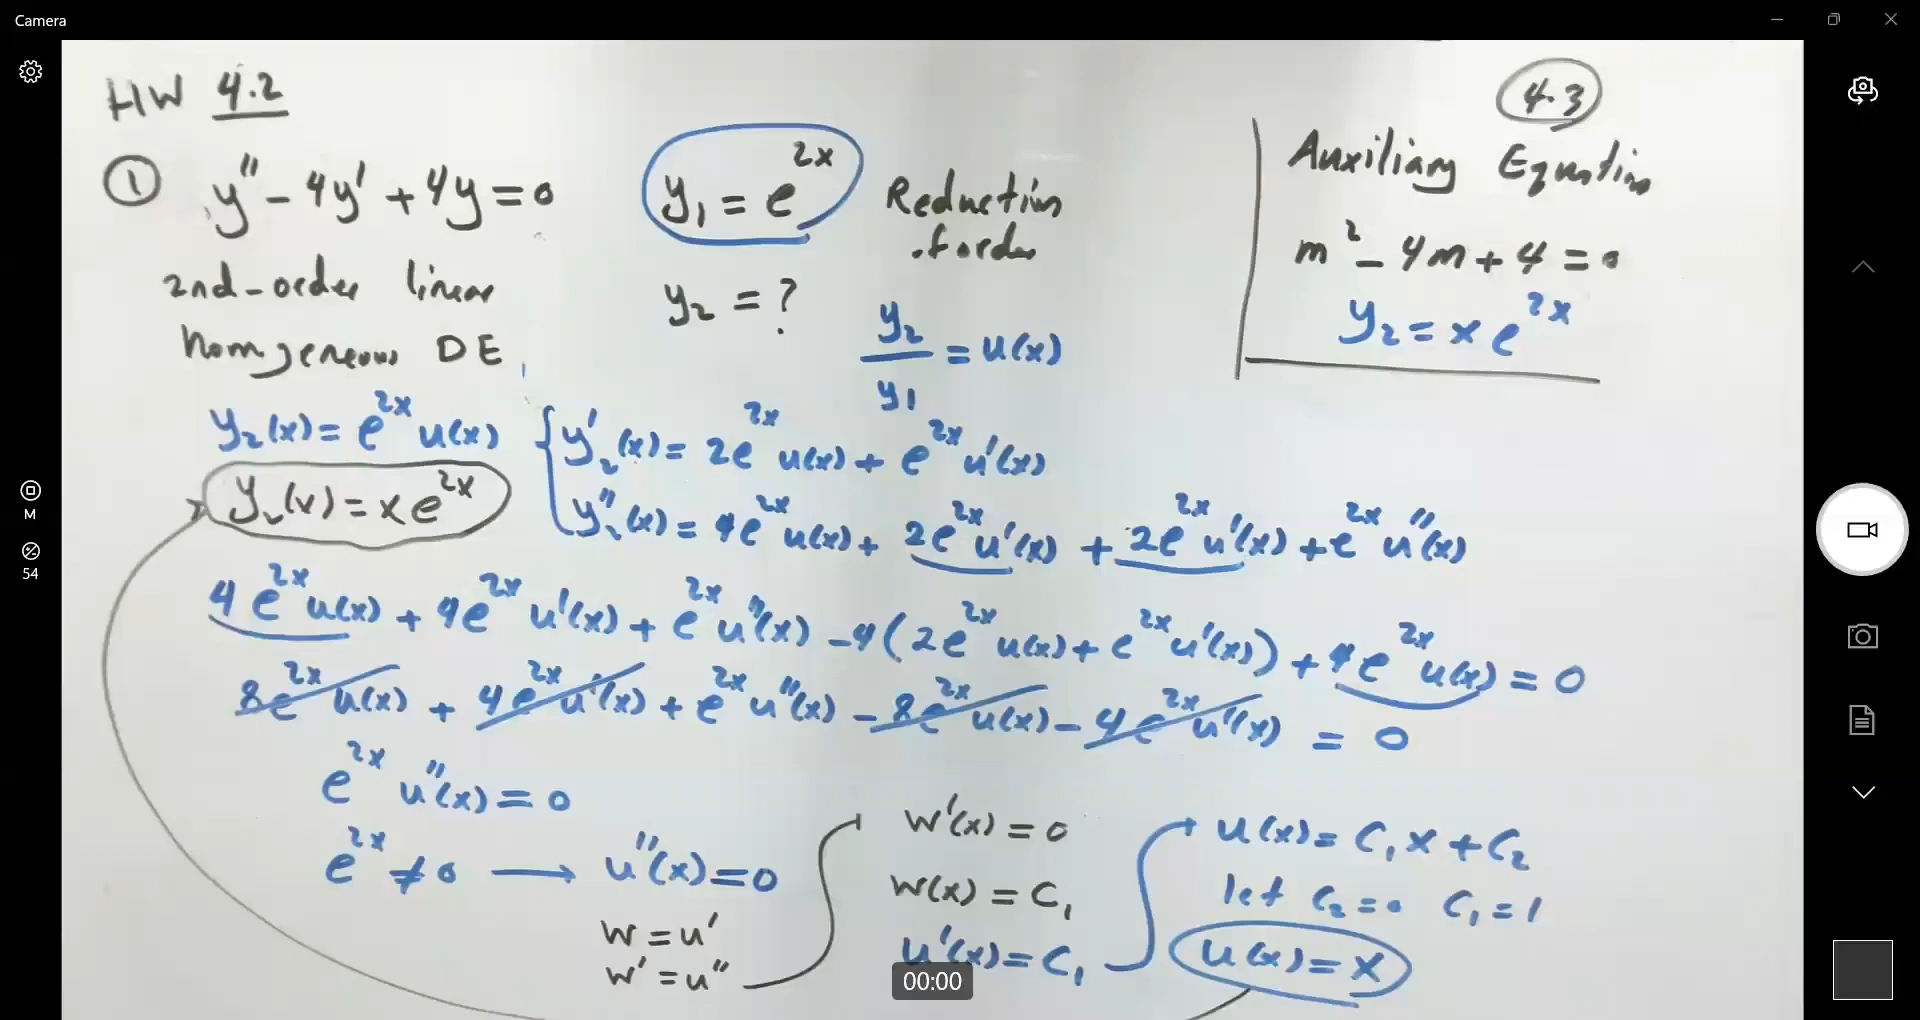 Camera
HW 4.2
① y'' - 4y' + 4y = 0
2nd-order linear
homgeneous DE
y₁ = e^{2x}
Reduction
of order
y₂ = ?
y₂/y₁ = u(x)
4.3
Auxiliary Equation
m² - 4m + 4 = 0
y₂ = x e^{2x}
y₂(x) = e^{2x} u(x)
y₂(x) = x e^{2x}
y₂'(x) = 2e^{2x} u(x) + e^{2x} u'(x)
y₂''(x) = 4e^{2x} u(x) + 2e^{2x} u'(x) + 2e^{2x} u'(x) + e^{2x} u''(x)
4e^{2x} u(x) + 4e^{2x} u'(x) + e^{2x} u''(x) - 4(2e^{2x} u(x) + e^{2x} u'(x)) + 4e^{2x} u(x) = 0
8e^{2x} u(x) + 4e^{2x} u'(x) + e^{2x} u''(x) - 8e^{2x} u(x) - 4e^{2x} u'(x) = 0
e^{2x} u''(x) = 0
e^{2x} ≠ 0 → u''(x) = 0
w = u'
w' = u''
w'(x) = 0
w(x) = C₁
u'(x) = C₁
u(x) = C₁x + C₂
let C₂ = 0 C₁ = 1
u(x) = x
M
54
00:00